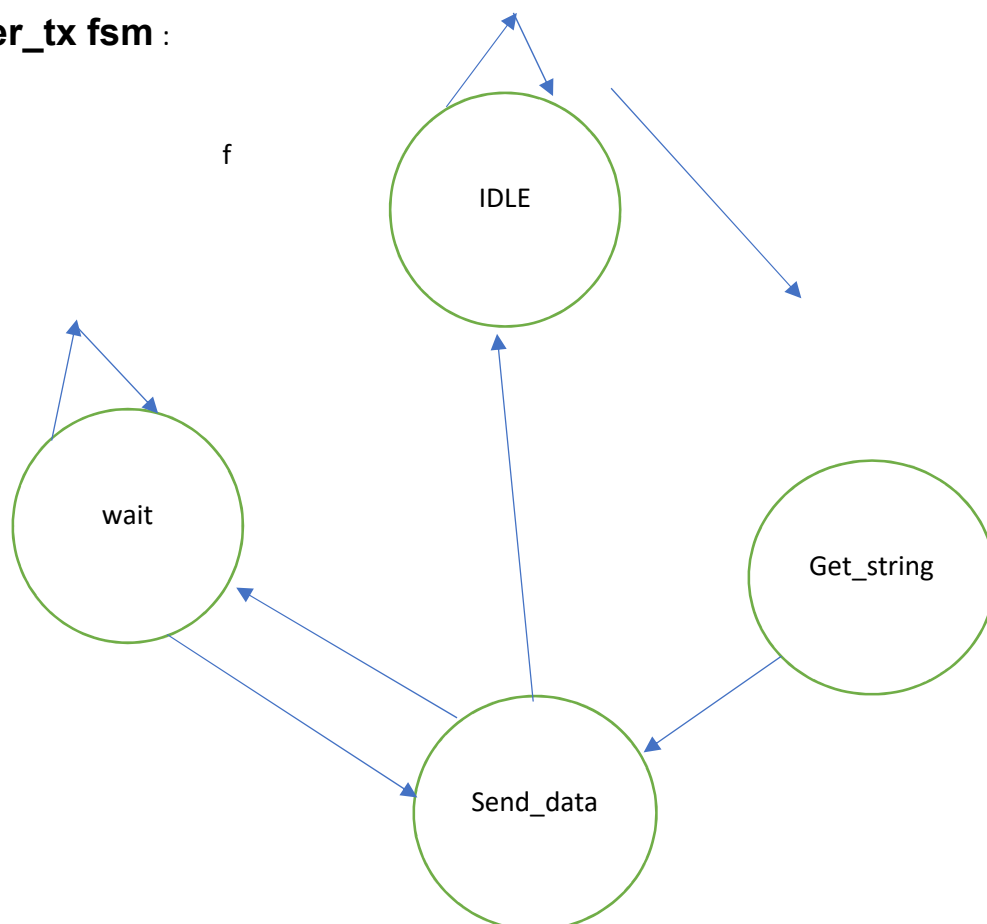 er_tx fsm :
f
IDLE
wait
Get_string
Send_data